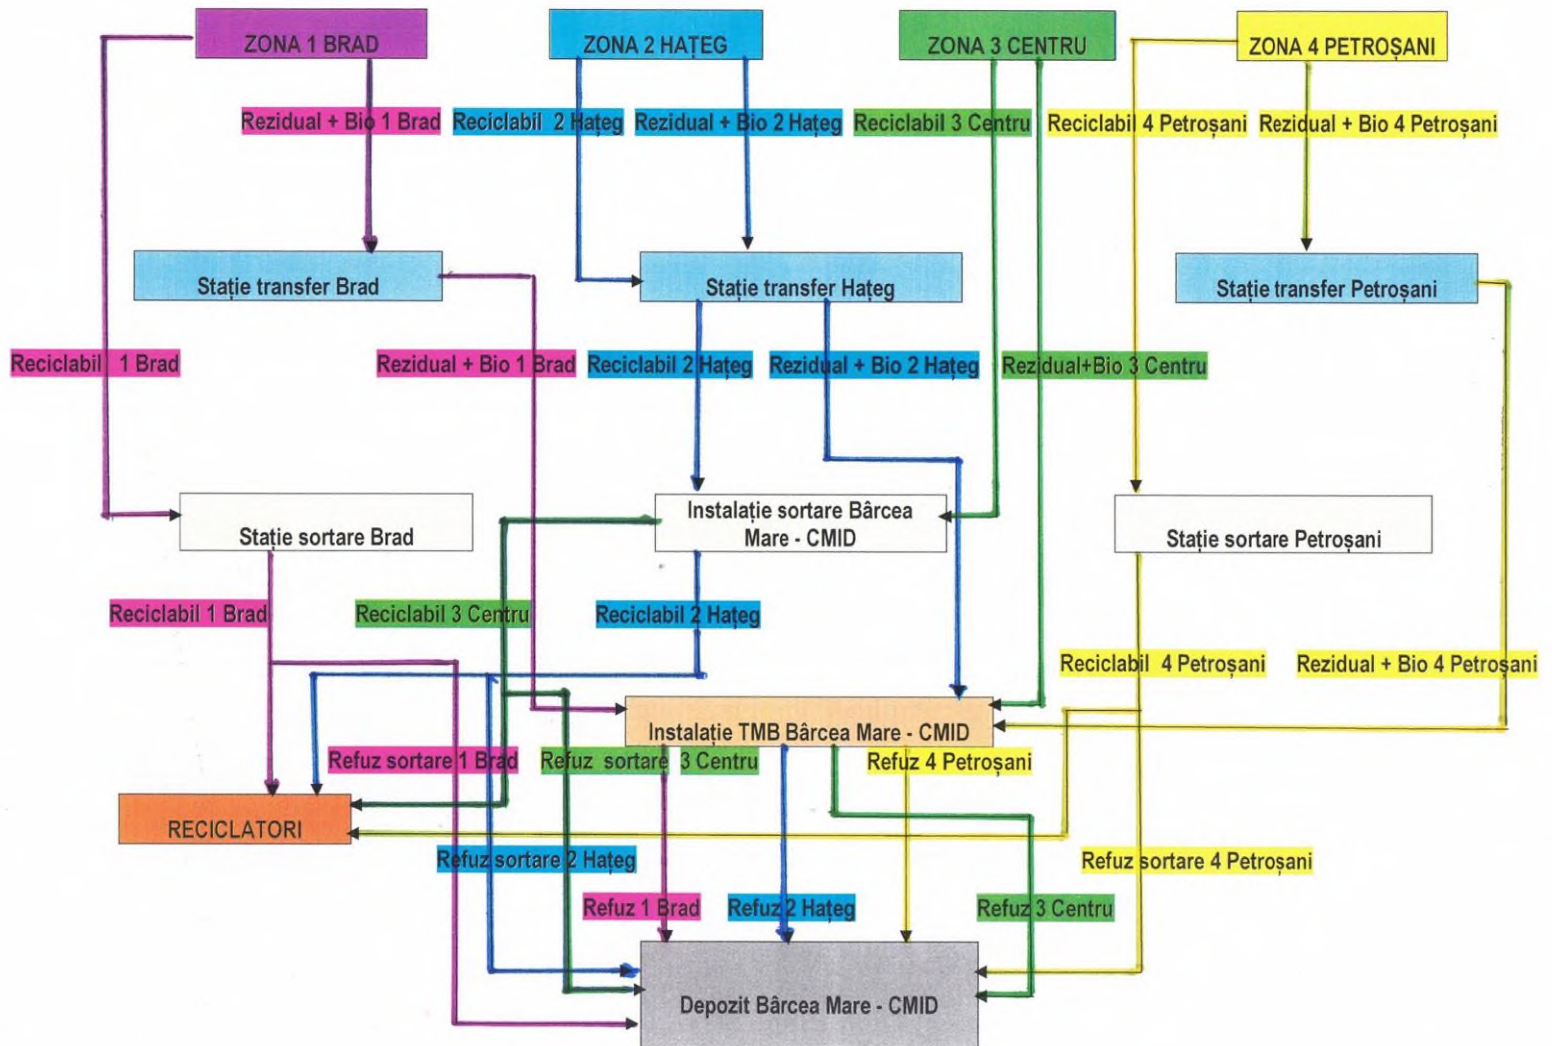 ZONA 1 BRAD
ZONA 2 HAȚEG
ZONA 3 CENTRU
ZONA 4 PETROȘANI
Rezidual + Bio 1 Brad
Reciclabil 2 Hațeg
Rezidual + Bio 2 Hațeg
Reciclabil 3 Centru
Reciclabil 4 Petroșani
Rezidual + Bio 4 Petroșani
Stație transfer Brad
Stație transfer Hațeg
Stație transfer Petroșani
Reciclabil 1 Brad
Rezidual + Bio 1 Brad
Reciclabil 2 Hațeg
Rezidual + Bio 2 Hațeg
Rezidual+Bio 3 Centru
Stație sortare Brad
Instalație sortare Bârcea
Mare - CMID
Stație sortare Petroșani
Reciclabil 1 Brad
Reciclabil 3 Centru
Reciclabil 2 Hațeg
Reciclabil 4 Petroșani
Rezidual + Bio 4 Petroșani
Instalație TMB Bârcea Mare - CMID
Refuz sortare 1 Brad
Refuz sortare 3 Centru
Refuz 4 Petroșani
RECICLATORI
Refuz sortare 2 Hațeg
Refuz sortare 4 Petroșani
Refuz 1 Brad
Refuz 2 Hațeg
Refuz 3 Centru
Depozit Bârcea Mare - CMID